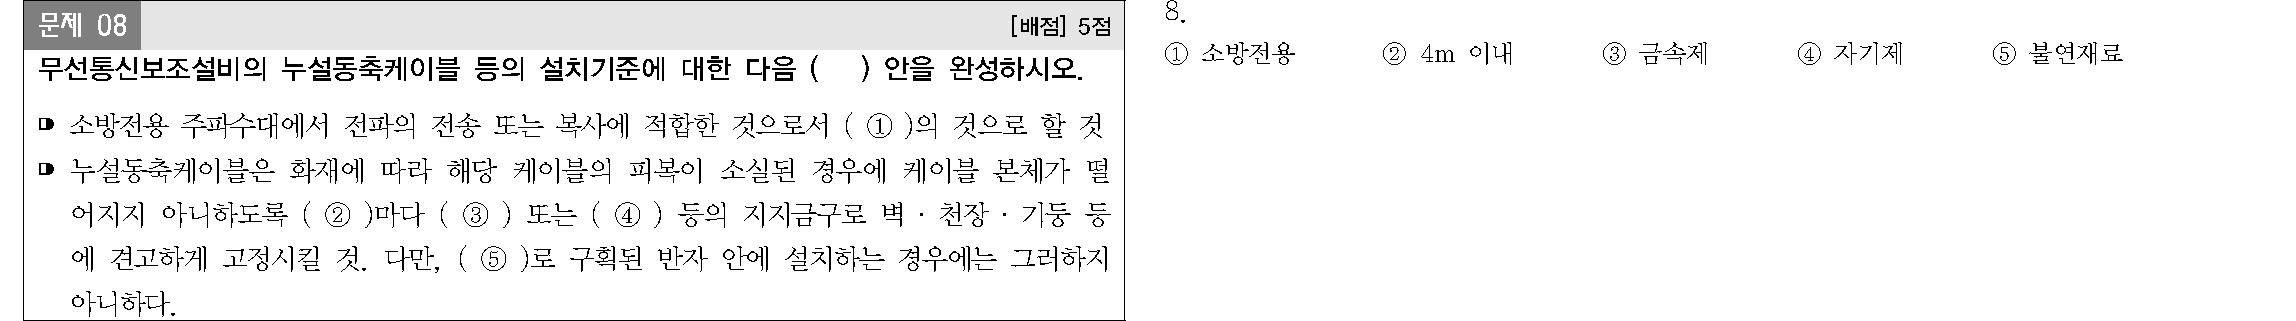 문제 08
[배점] 5점
무선통신보조설비의 누설동축케이블 등의 설치기준에 대한 다음 ( ) 안을 완성하시오.
소방전용 주파수대에서 전파의 전송 또는 복사에 적합한 것으로서 ( ① )의 것으로 할 것
누설동축케이블은 화재에 따라 해당 케이블의 피복이 소실된 경우에 케이블 본체가 떨
어지지 아니하도록 ( ② )마다 ( ③ ) 또는 ( ④ ) 등의 지지금구로 벽 · 천장 · 기둥 등
에 견고하게 고정시킬 것. 다만, ( ⑤ )로 구획된 반자 안에 설치하는 경우에는 그러하지
아니하다.
8.
① 소방전용 ② 4m 이내 ③ 금속제 ④ 자기제 ⑤ 불연재료